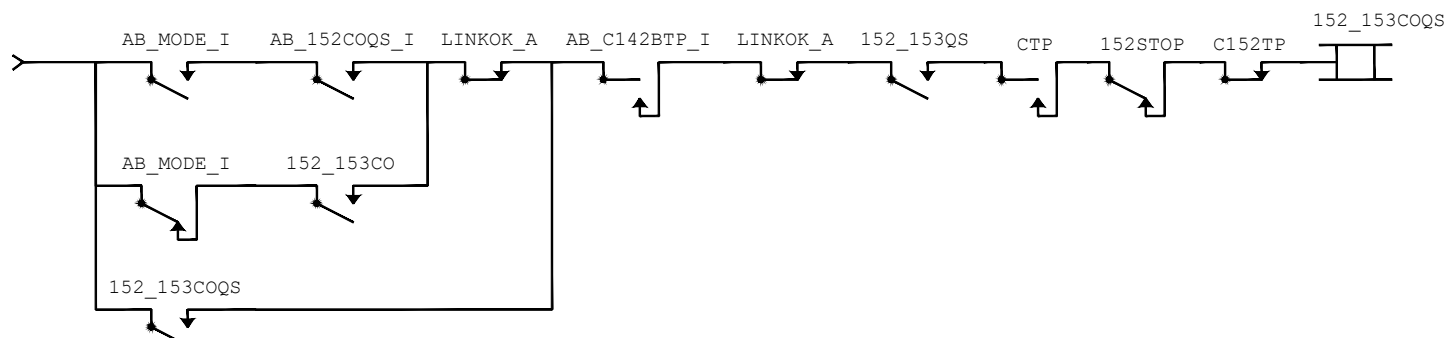 152_153COQS
AB_MODE_I AB_152COQS_I LINKOK_A AB_C142BTP_I LINKOK_A 152_153QS CTP 152STOP C152TP
AB_MODE_I 152_153CO
152_153COQS